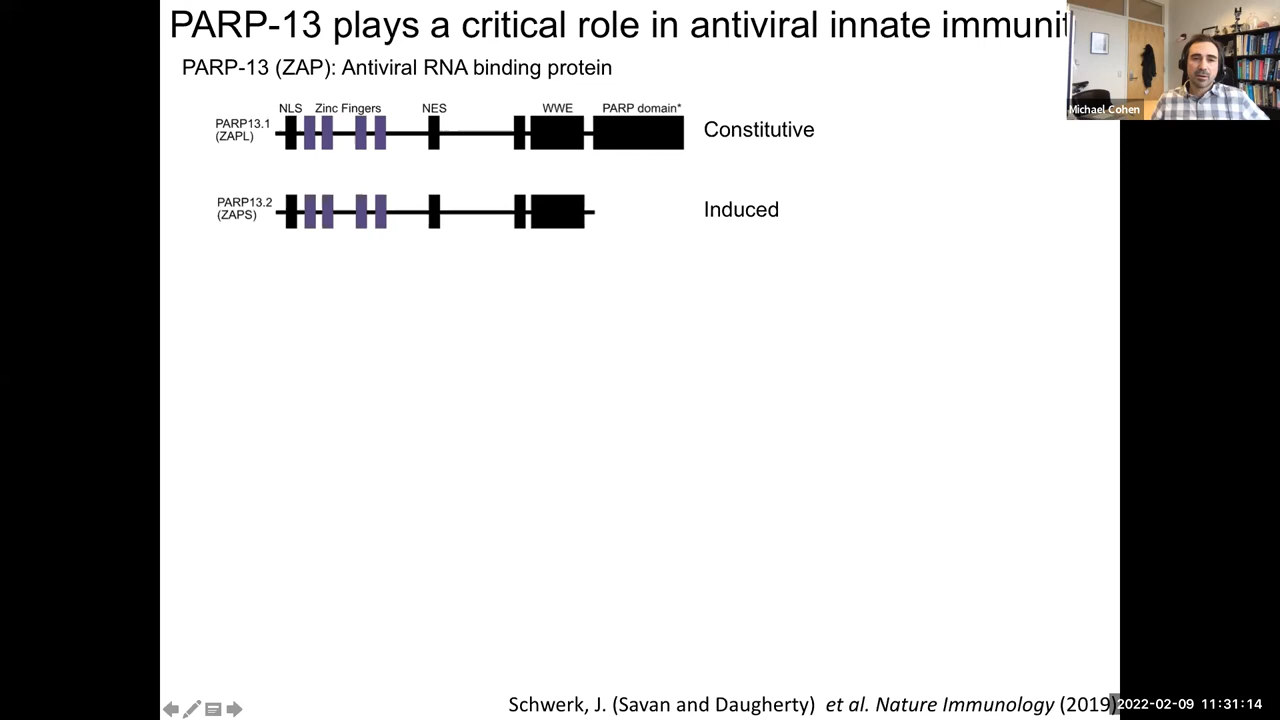 PARP-13 plays a critical role in antiviral innate immunit
PARP-13 (ZAP): Antiviral RNA binding protein
NLS Zinc Fingers NES WWE PARP domain*
PARP13.1
(ZAPL)
Constitutive
PARP13.2
(ZAPS)
Induced
Michael Cohen
Schwerk, J. (Savan and Daugherty) et al. Nature Immunology (2019)
2022-02-09 11:31:14